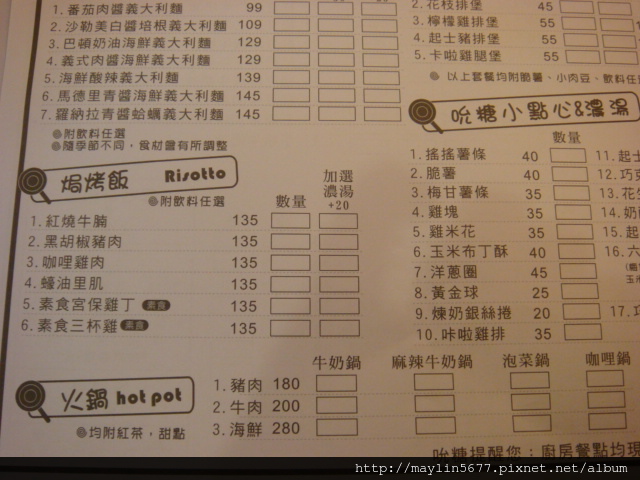 1.番茄肉醬義大利麵 99
2.沙勒美白醬培根義大利麵 109
3.巴頓奶油海鮮義大利麵 129
4.義式肉醬海鮮義大利麵 129
5.海鮮酸辣義大利麵 139
6.馬德里青醬海鮮義大利麵 145
7.羅納拉青醬蛤蠣義大利麵 145
附飲料任選
隨季節不同，食材會有所調整
焗烤飯 Risotto
附飲料任選
數量
加選
濃湯
+20
1.紅燒牛腩 135
2.黑胡椒豬肉 135
3.咖哩雞肉 135
4.蠔油里肌 135
5.素食宮保雞丁 素食 135
6.素食三杯雞 素食 135
2.花枝排堡 45
3.檸檬雞排堡 55
4.起士豬排堡 55
5.卡啦雞腿堡 55
以上套餐均附脆薯、小肉豆、飲料任
吮糖小點心&濃湯
數量
1.搖搖薯條 40
2.脆薯 40
3.梅甘薯條 35
4.雞塊 35
5.雞米花 35
6.玉米布丁酥 40
7.洋蔥圈 45
8.黃金球 25
9.煉奶銀絲捲 20
10.咔啦雞排 35
11.起士
12.巧克
13.花生
14.奶
15.起
16.六
玉米
17.巧
火鍋 hot pot
均附紅茶，甜點
牛奶鍋 麻辣牛奶鍋 泡菜鍋 咖哩鍋
1.豬肉 180
2.牛肉 200
3.海鮮 280
吮糖提醒您：廚房餐點均現
http://maylin5677.pixnet.net/album